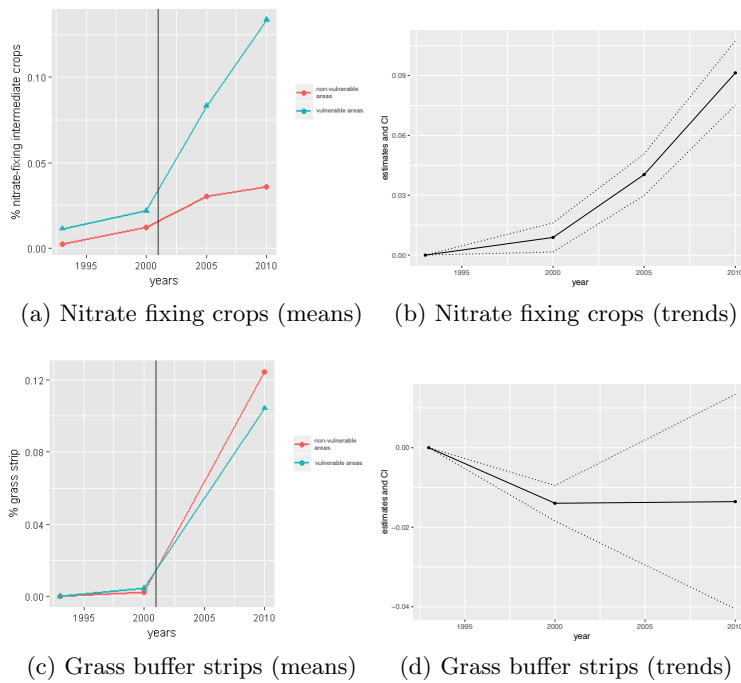 % nitrate-fixing interrmediate crops
0.10
0.05
0.00
1995 2000 2005 2010
years
non-vulnerable
areas
vulnerable areas
estimates and CI
0.09
0.06
0.03
0.00
1995 2000 2005 2010
year
(a) Nitrate fixing crops (means)
(b) Nitrate fixing crops (trends)
% grass strip
0.12
0.08
0.04
0.00
1995 2000 2005 2010
years
non-vulnerable
areas
vulnerable areas
estimates and CI
0.00
−0.02
−0.04
1995 2000 2005 2010
year
(c) Grass buffer strips (means)
(d) Grass buffer strips (trends)